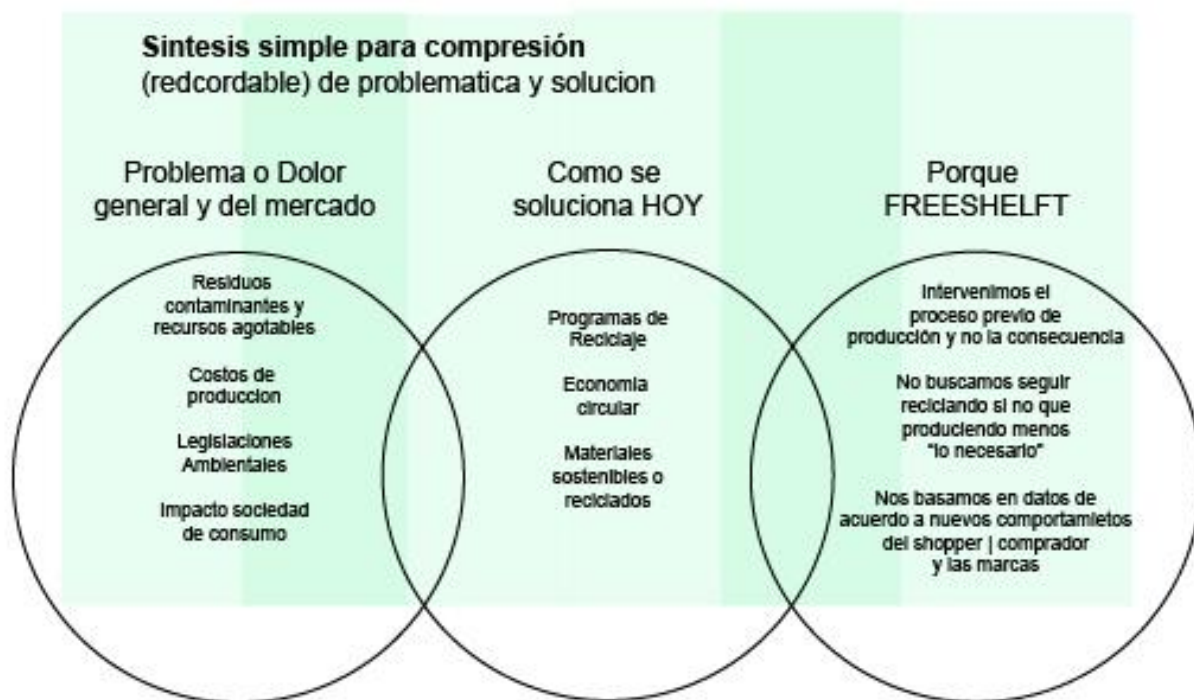 Sintesis simple para compresión
(redcordable) de problematica y solucion
Problema o Dolor
general y del mercado
Residuos
contaminantes y
recursos agotables
Costos de
produccion
Legislaciones
Ambientales
Impacto sociedad
de consumo
Como se
soluciona HOY
Programas de
Reciclaje
Economia
circular
Materiales
sostenibles o
reciclados
Porque
FREESHELFT
Intervenimos el
proceso previo de
producción y no la consecuencia
No buscamos seguir
reciclando si no que
produciendo menos
"lo necesario"
Nos basamos en datos de
acuerdo a nuevos comportamietos
del shopper | comprador
y las marcas